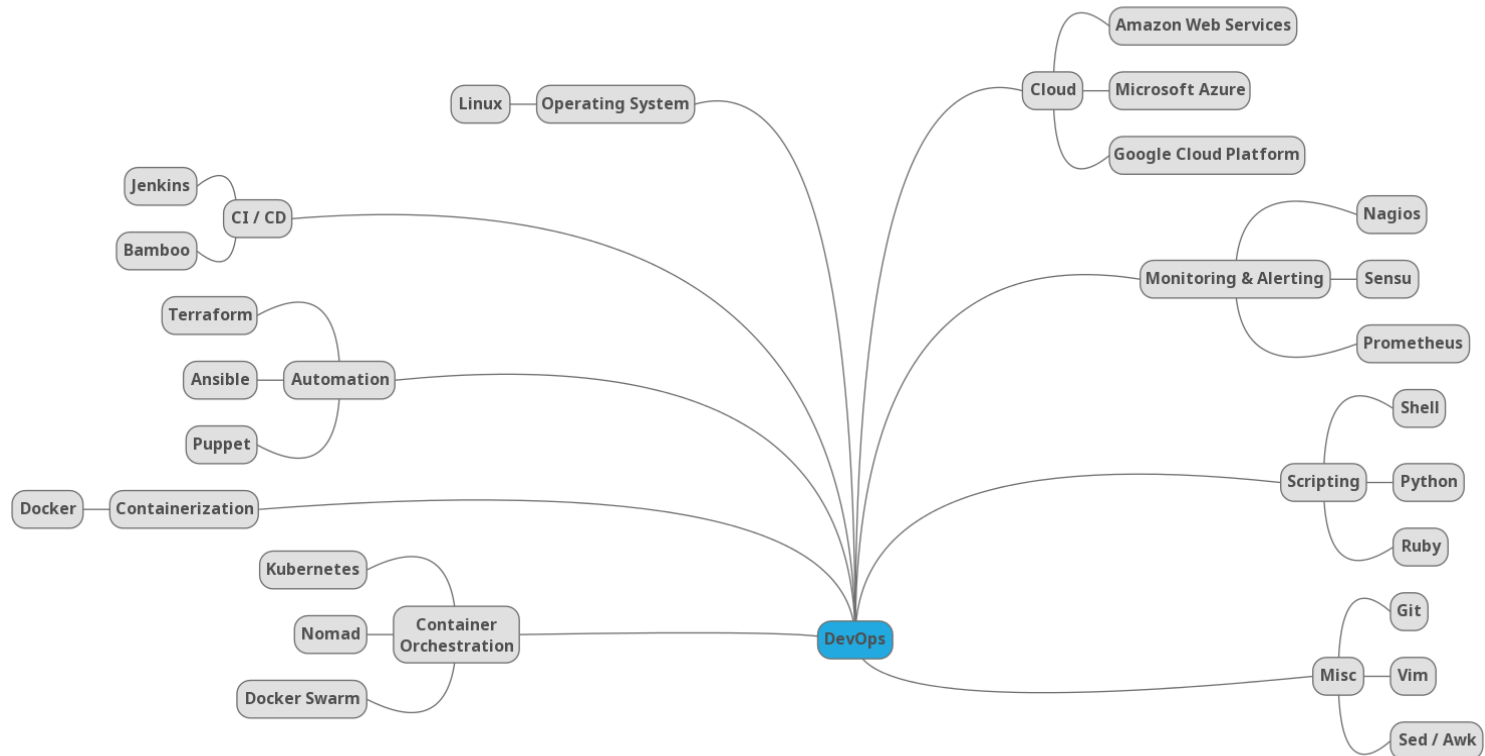 Amazon Web Services
Cloud
Microsoft Azure
Google Cloud Platform
Linux
Operating System
Jenkins
CI / CD
Bamboo
Nagios
Monitoring & Alerting
Sensu
Prometheus
Terraform
Ansible
Automation
Puppet
Shell
Scripting
Python
Ruby
Docker
Containerization
Kubernetes
Nomad
Container
Orchestration
Docker Swarm
DevOps
Git
Misc
Vim
Sed / Awk